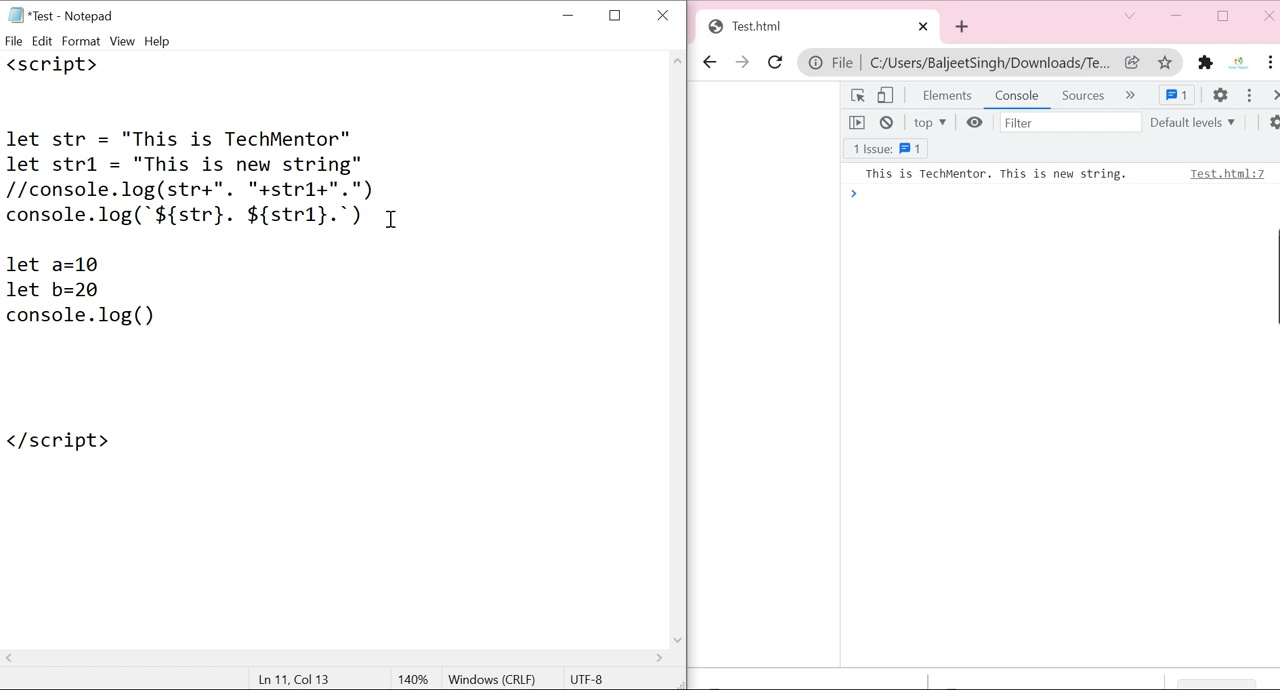 *Test - Notepad
File Edit Format View Help
<script>
let str = "This is TechMentor"
let str1 = "This is new string"
//console.log(str+". "+str1+".")
console.log(`${str}. ${str1}.`)
let a=10
let b=20
console.log()
</script>
Ln 11, Col 13 140% Windows (CRLF) UTF-8
Test.html
File C:/Users/BaljeetSingh/Downloads/Te...
Elements Console Sources 1
top Filter Default levels
1 Issue: 1
This is TechMentor. This is new string. Test.html:7